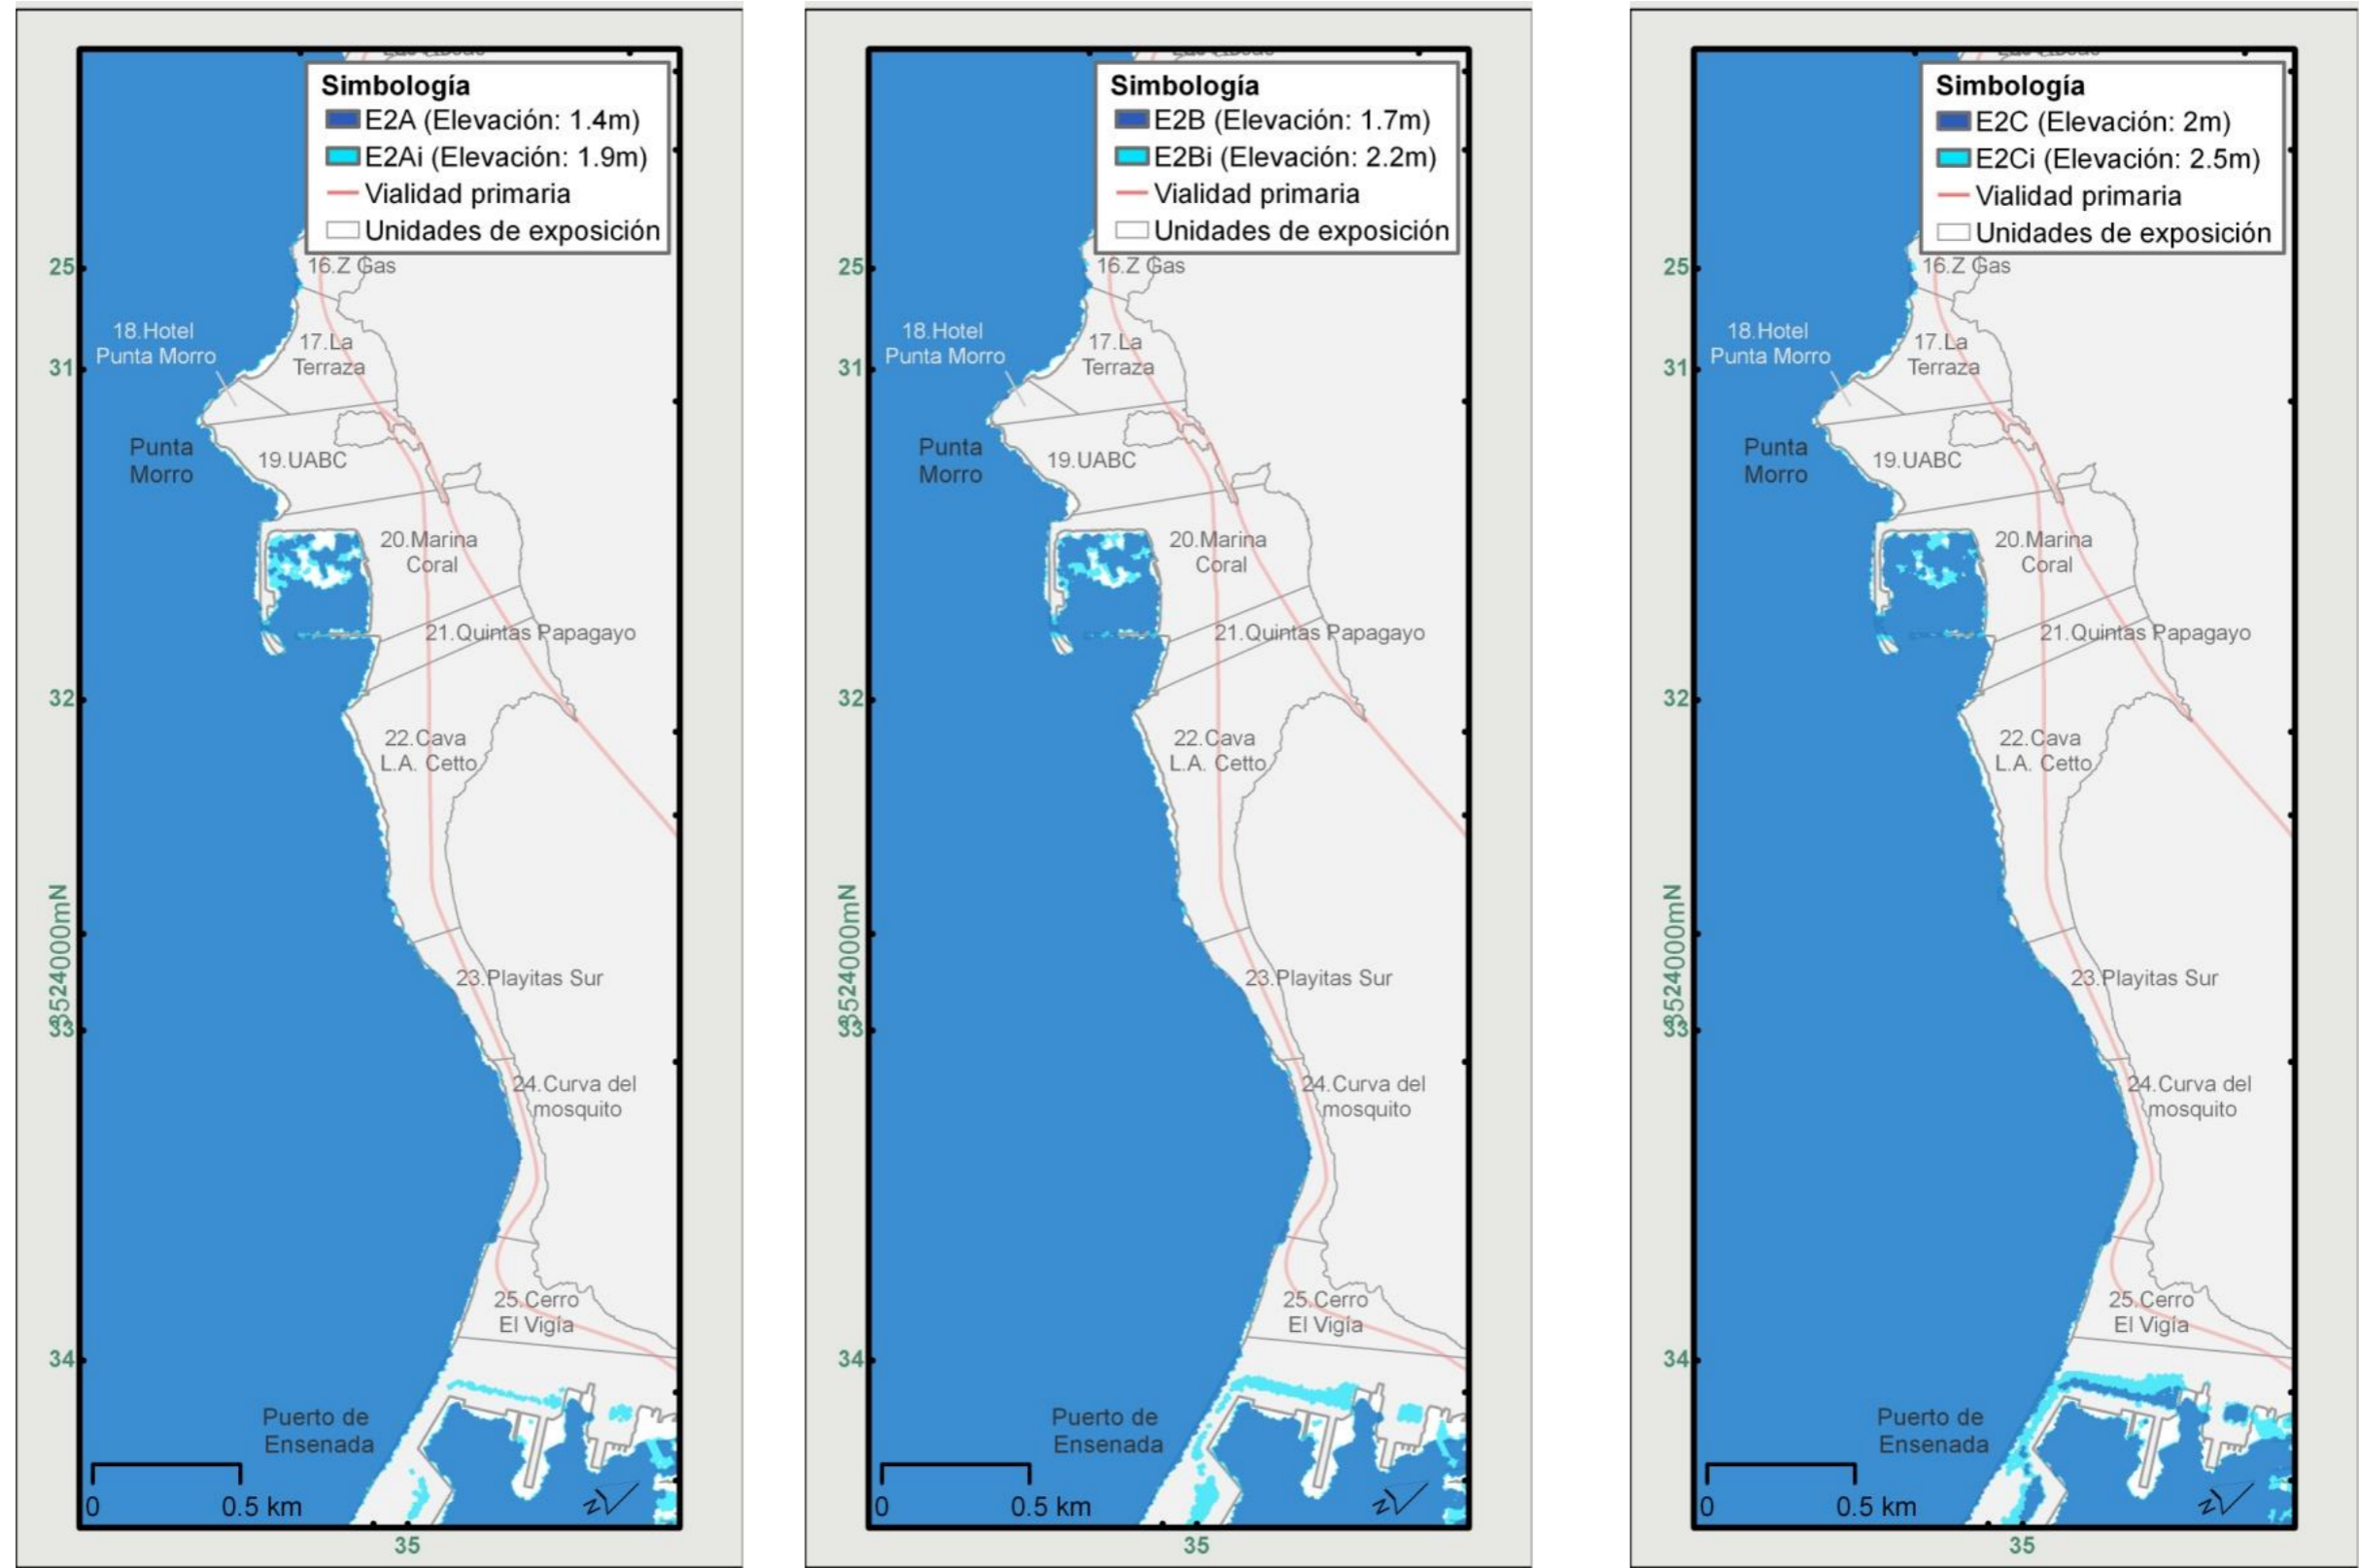 Simbología
E2A (Elevación: 1.4m)
E2Ai (Elevación: 1.9m)
Vialidad primaria
Unidades de exposición
16.Z Gas
25
18.Hotel
Punta Morro
17.La
Terraza
31
Punta
Morro
19.UABC
20.Marina
Coral
21.Quintas Papagayo
32
22.Cava
L.A. Cetto
3524000mN
23.Playitas Sur
33
24.Curva del
mosquito
25.Cerro
El Vigía
34
Puerto de
Ensenada
0
0.5 km
N
35
Simbología
E2B (Elevación: 1.7m)
E2Bi (Elevación: 2.2m)
Vialidad primaria
Unidades de exposición
16.Z Gas
25
18.Hotel
Punta Morro
17.La
Terraza
31
Punta
Morro
19.UABC
20.Marina
Coral
21.Quintas Papagayo
32
22.Cava
L.A. Cetto
3524000mN
23.Playitas Sur
33
24.Curva del
mosquito
25.Cerro
El Vigía
34
Puerto de
Ensenada
0
0.5 km
N
35
Simbología
E2C (Elevación: 2m)
E2Ci (Elevación: 2.5m)
Vialidad primaria
Unidades de exposición
16.Z Gas
25
18.Hotel
Punta Morro
17.La
Terraza
31
Punta
Morro
19.UABC
20.Marina
Coral
21.Quintas Papagayo
32
22.Cava
L.A. Cetto
3524000mN
23.Playitas Sur
33
24.Curva del
mosquito
25.Cerro
El Vigía
34
Puerto de
Ensenada
0
0.5 km
N
35